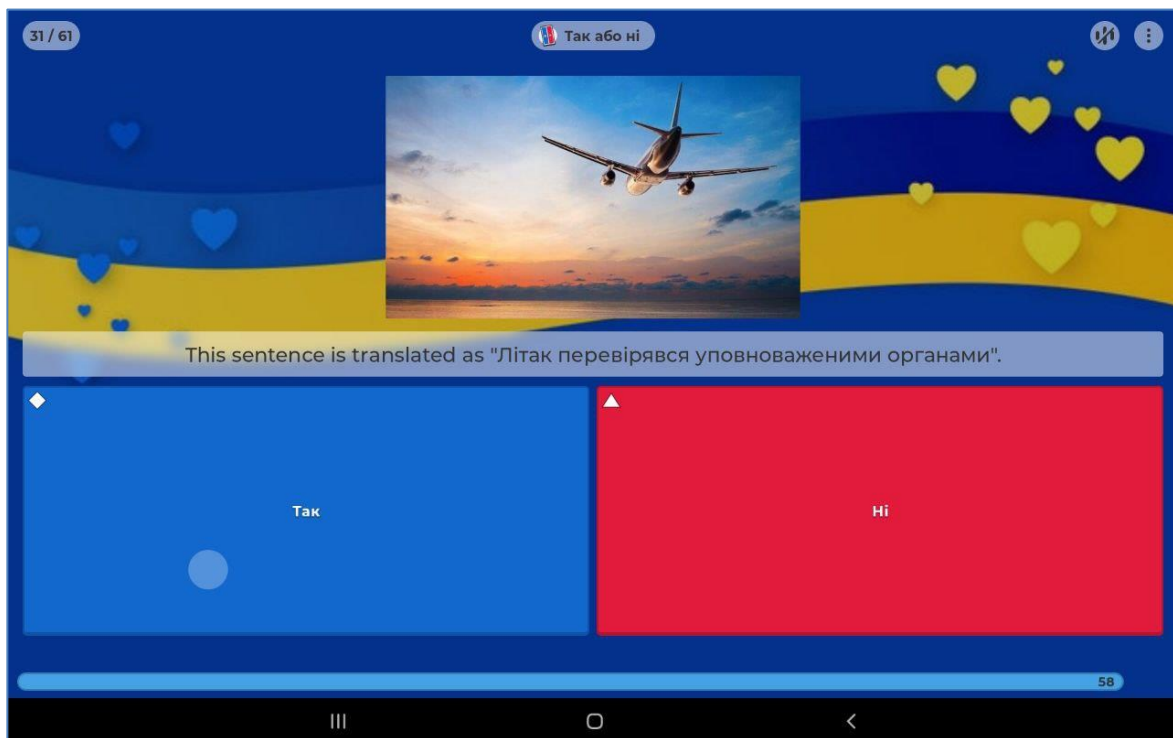 31 / 61
Так або ні
This sentence is translated as "Літак перевірявся уповноваженими органами".
Так
Ні
58